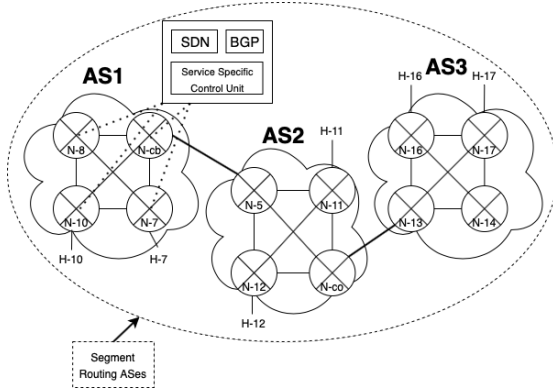 SDN BGP
Service Specific
Control Unit
AS1
AS2
AS3
H-16 H-17
H-11
N-8 N-cb
N-16 N-17
N-5 N-11
N-10 N-7
N-13 N-14
H-10 H-7
N-12 N-co
H-12
Segment
Routing ASes